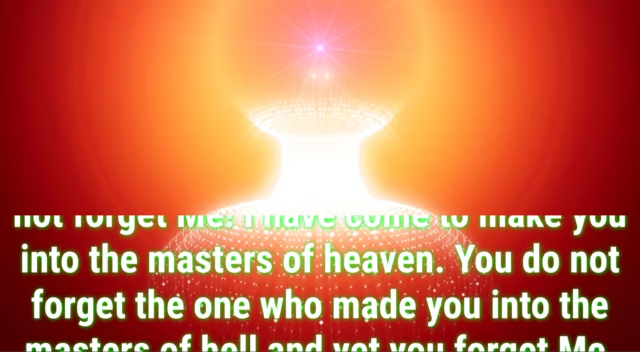 not forget Me! I have come to make you
into the masters of heaven. You do not
forget the one who made you into the
masters of hell and yet you forget Me.